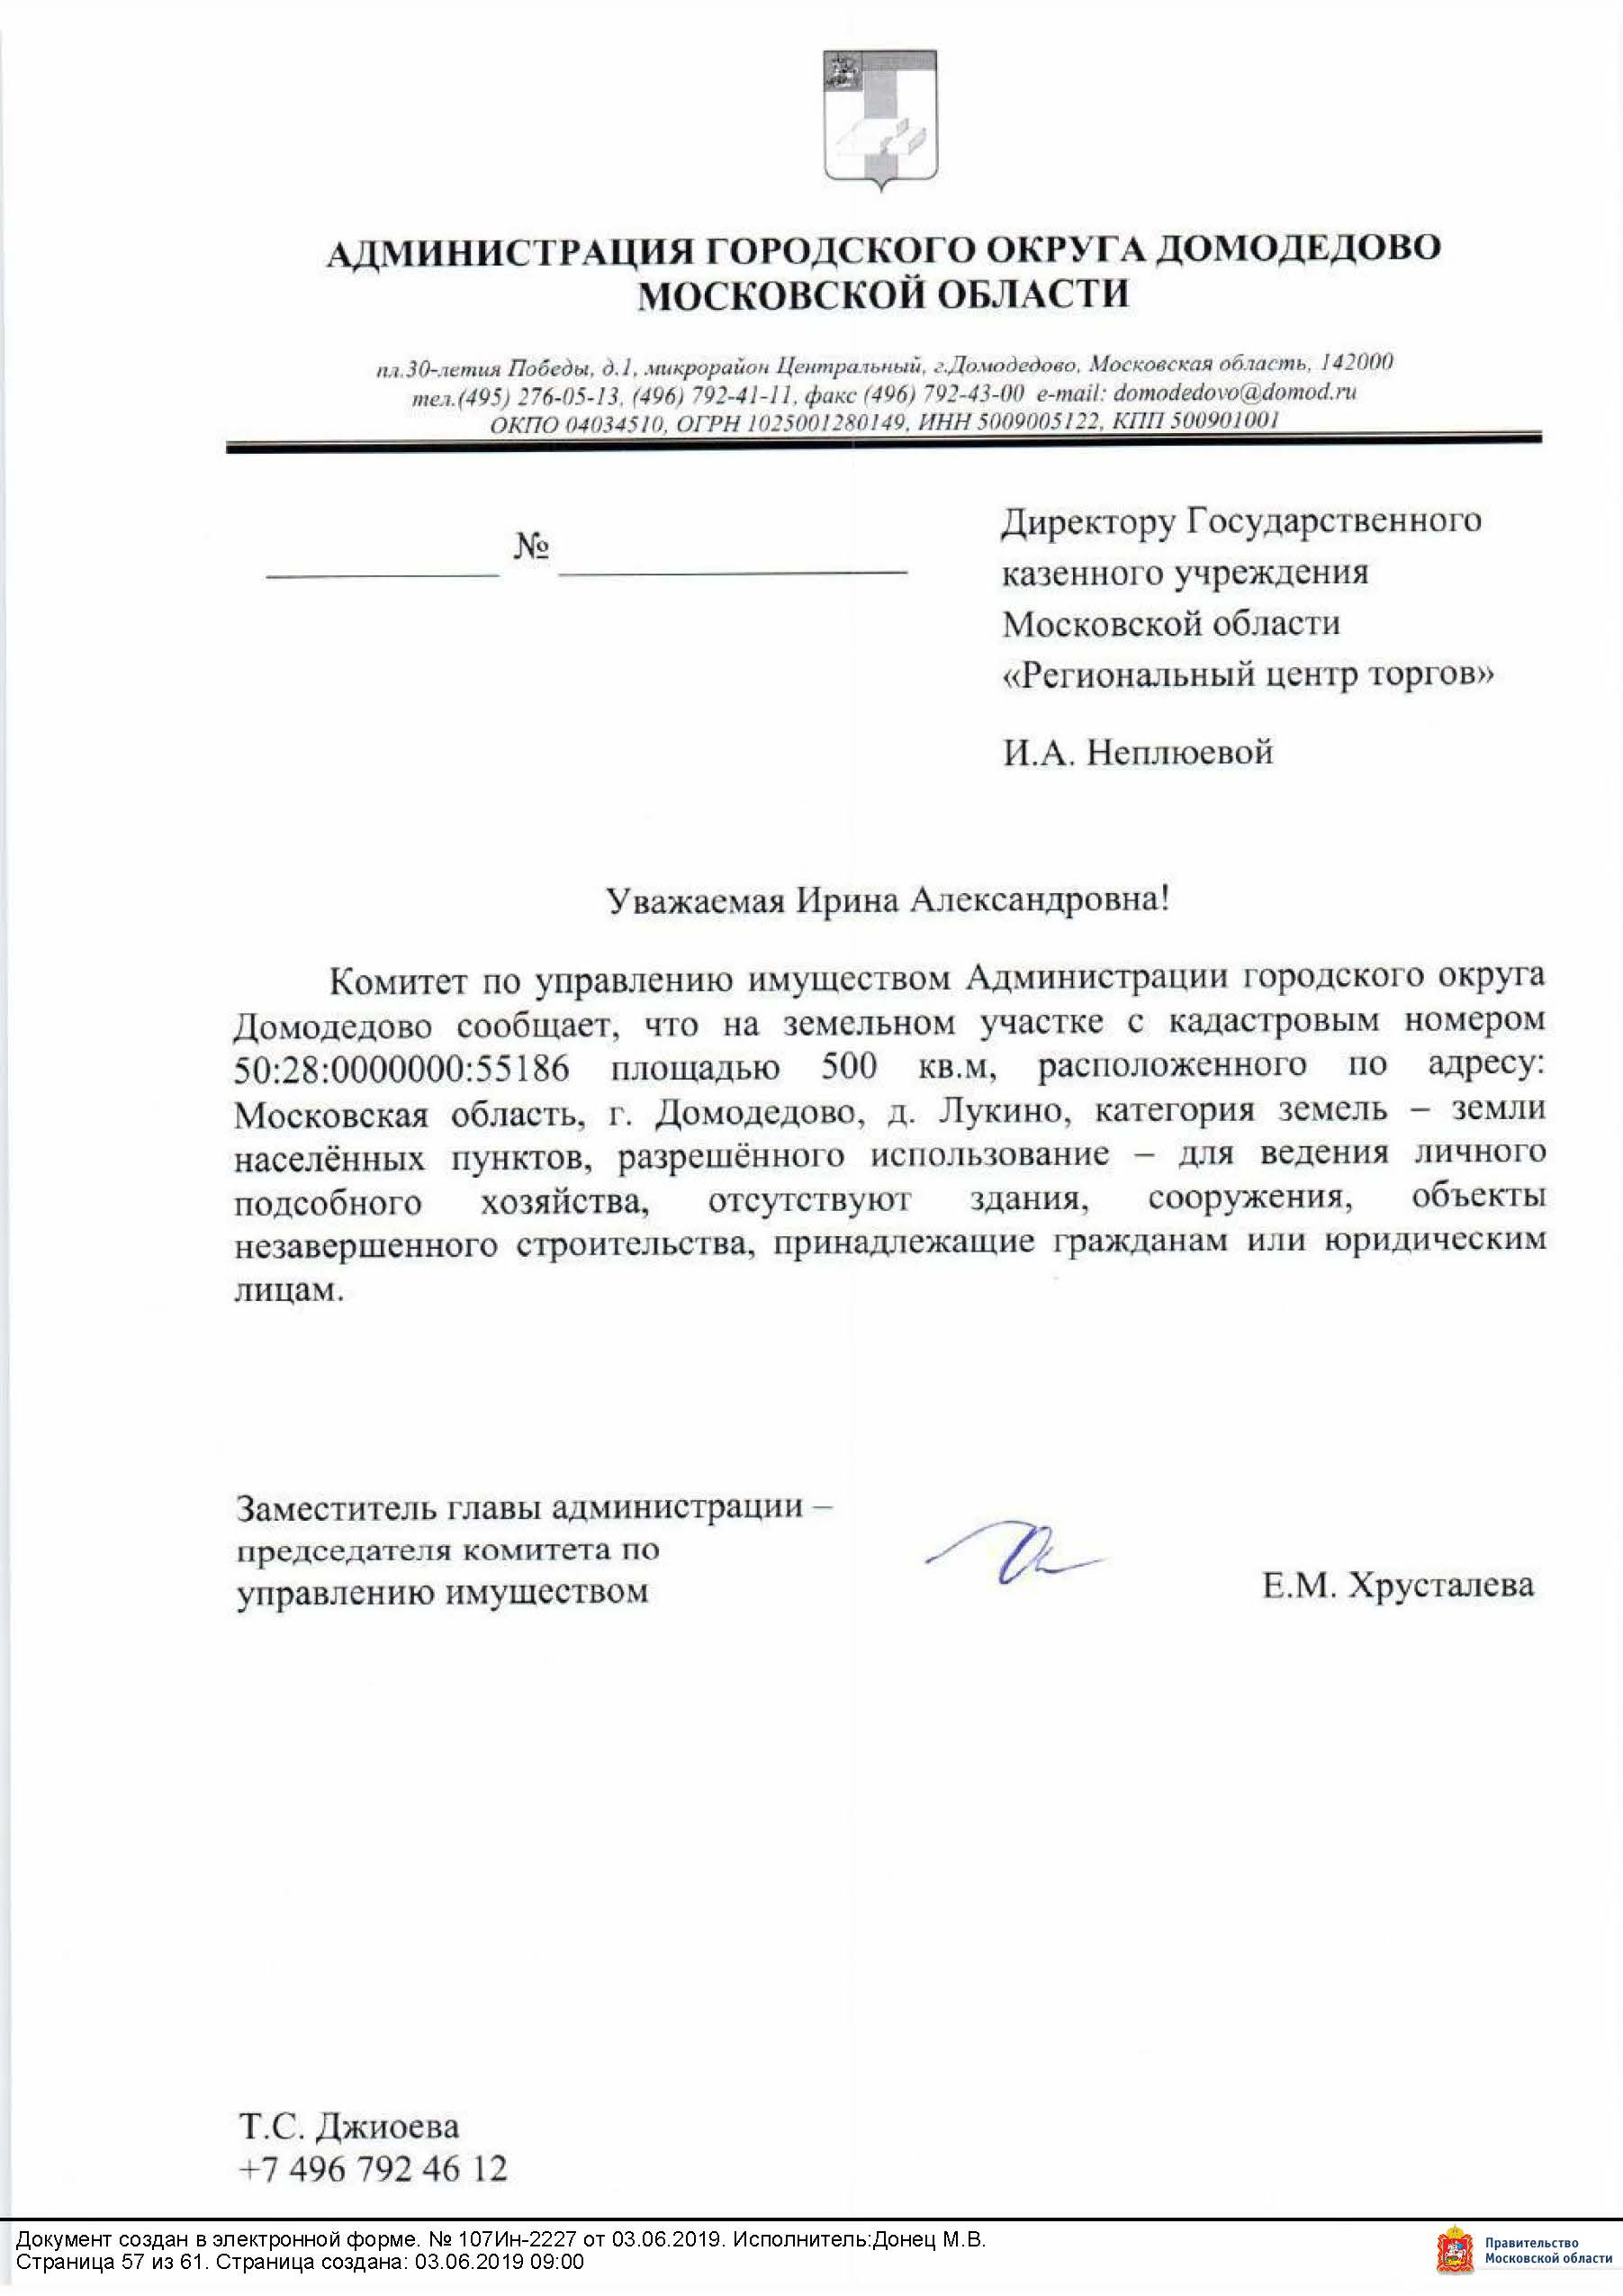 АДМИНИСТРАЦИЯ ГОРОДСКОГО ОКРУГА ДОМОДЕДОВО
МОСКОВСКОЙ ОБЛАСТИ
пл.30-летия Победы, д.1, микрорайон Центральный, г.Домодедово, Московская область, 142000
тел.(495) 276-05-13, (496) 792-41-11, факс (496) 792-43-00 e-mail: domodedovo@domod.ru
ОКПО 04034510, ОГРН 1025001280149, ИНН 5009005122, КПП 500901001
№
Директору Государственного
казенного учреждения
Московской области
«Региональный центр торгов»
И.А. Неплюевой
Уважаемая Ирина Александровна!
Комитет по управлению имуществом Администрации городского округа
Домодедово сообщает, что на земельном участке с кадастровым номером
50:28:0000000:55186 площадью 500 кв.м, расположенного по адресу:
Московская область, г. Домодедово, д. Лукино, категория земель – земли
населённых пунктов, разрешённого использование – для ведения личного
подсобного хозяйства, отсутствуют здания, сооружения, объекты
незавершенного строительства, принадлежащие гражданам или юридическим
лицам.
Заместитель главы администрации –
председателя комитета по
управлению имуществом
Е.М. Хрусталева
Т.С. Джиоева
+7 496 792 46 12
Документ создан в электронной форме. № 107Ин-2227 от 03.06.2019. Исполнитель:Донец М.В.
Страница 57 из 61. Страница создана: 03.06.2019 09:00
Правительство
Московской области